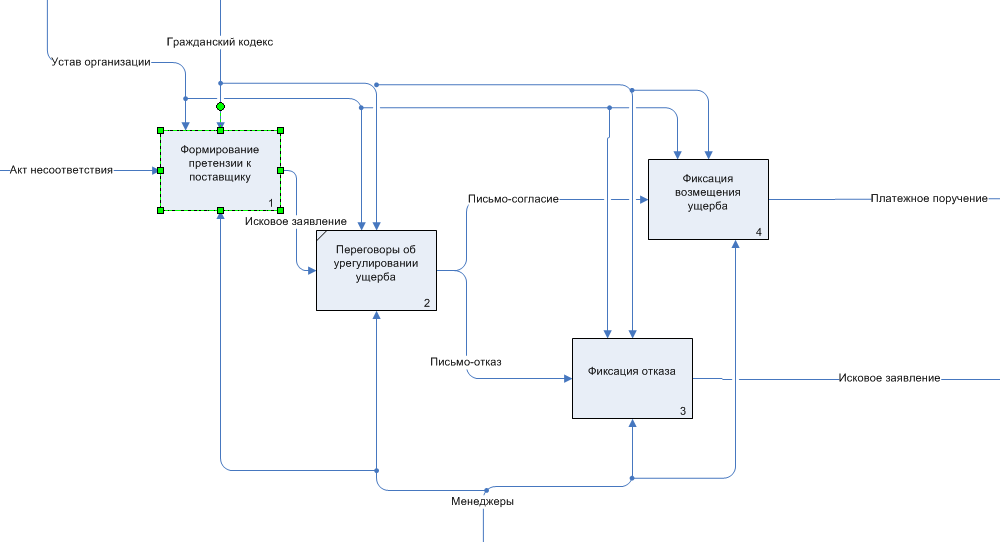 Гражданский кодекс
Устав организации
Формирование
претензии к
поставщику
1
Акт несоответствия
Исковое заявление
Переговоры об
урегулировании
ущерба
2
Письмо-согласие
Фиксация
возмещения
ущерба
4
Платежное поручение
Письмо-отказ
Фиксация отказа
3
Исковое заявление
Менеджеры